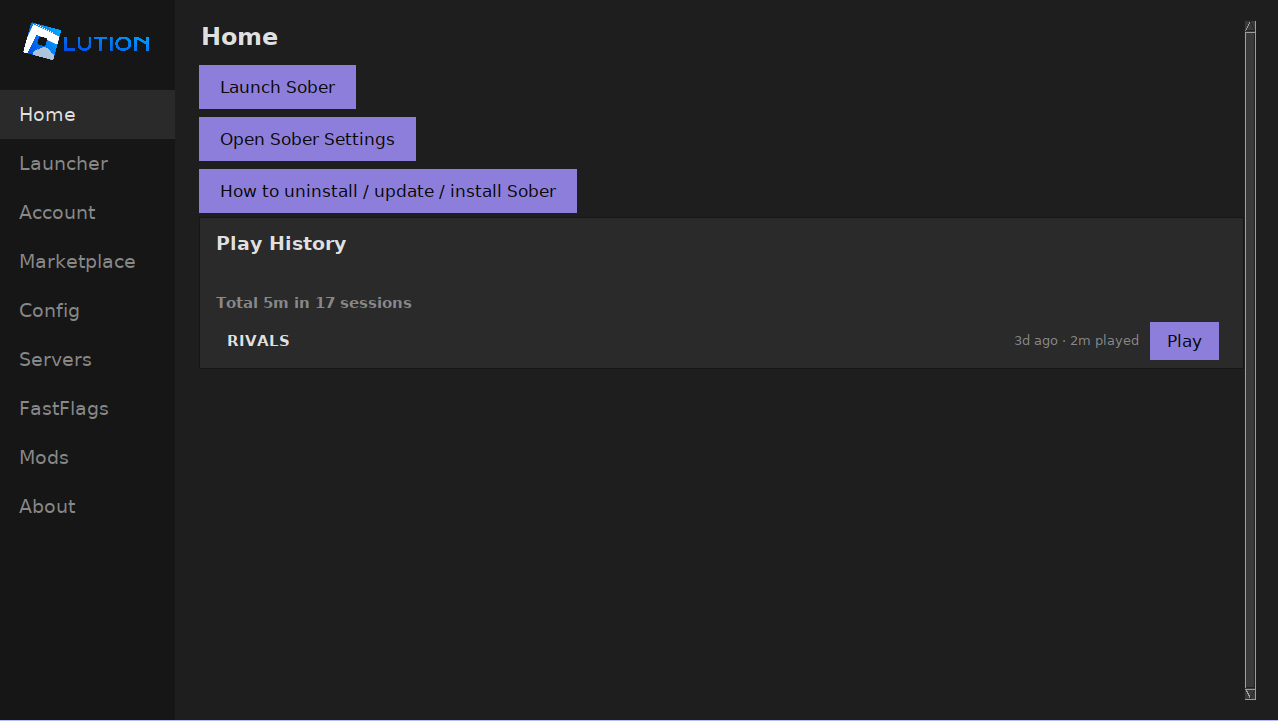 LUTION
Home
Launcher
Account
Marketplace
Config
Servers
FastFlags
Mods
About
Home
Launch Sober
Open Sober Settings
How to uninstall / update / install Sober
Play History
Total 5m in 17 sessions
RIVALS 3d ago · 2m played Play